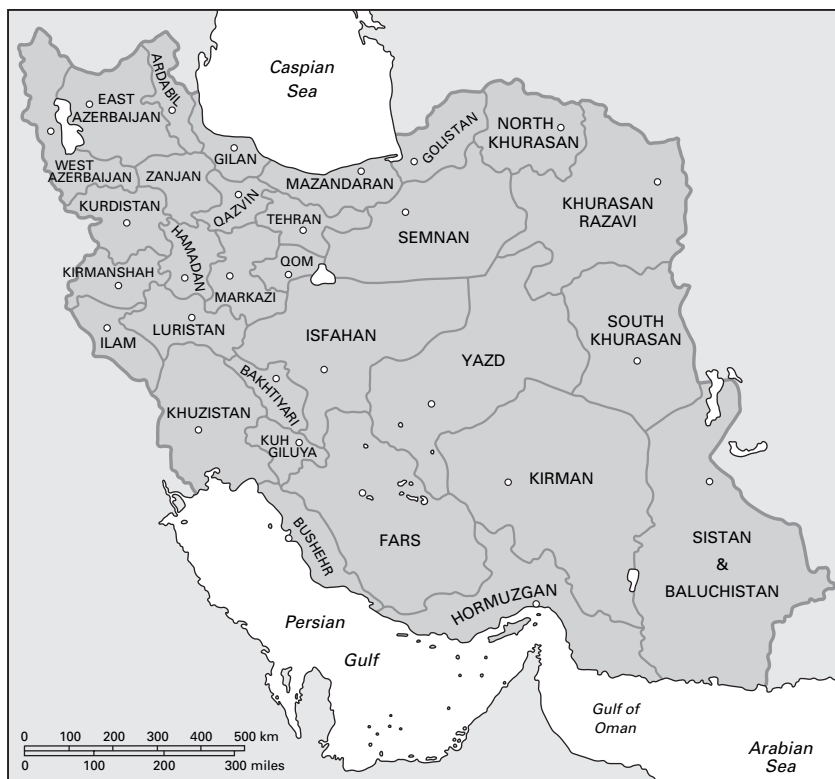 Caspian
Sea
ARDABIL
EAST
AZERBAIJAN
GILAN
GOLISTAN
NORTH
KHURASAN
WEST
AZERBAIJAN
ZANJAN
MAZANDARAN
QAZVIN
KHURASAN
RAZAVI
KURDISTAN
TEHRAN
SEMNAN
HAMADAN
QOM
KIRMANSHAH
MARKAZI
LURISTAN
ILAM
ISFAHAN
SOUTH
KHURASAN
YAZD
BAKHTIYARI
KHUZISTAN
KUH
GILUYA
KIRMAN
FARS
SISTAN
&
BALUCHISTAN
BUSHEHR
HORMUZGAN
Persian
Gulf
Gulf of
Oman
Arabian
Sea
0 100 200 300 400 500 km
0 100 200 300 miles